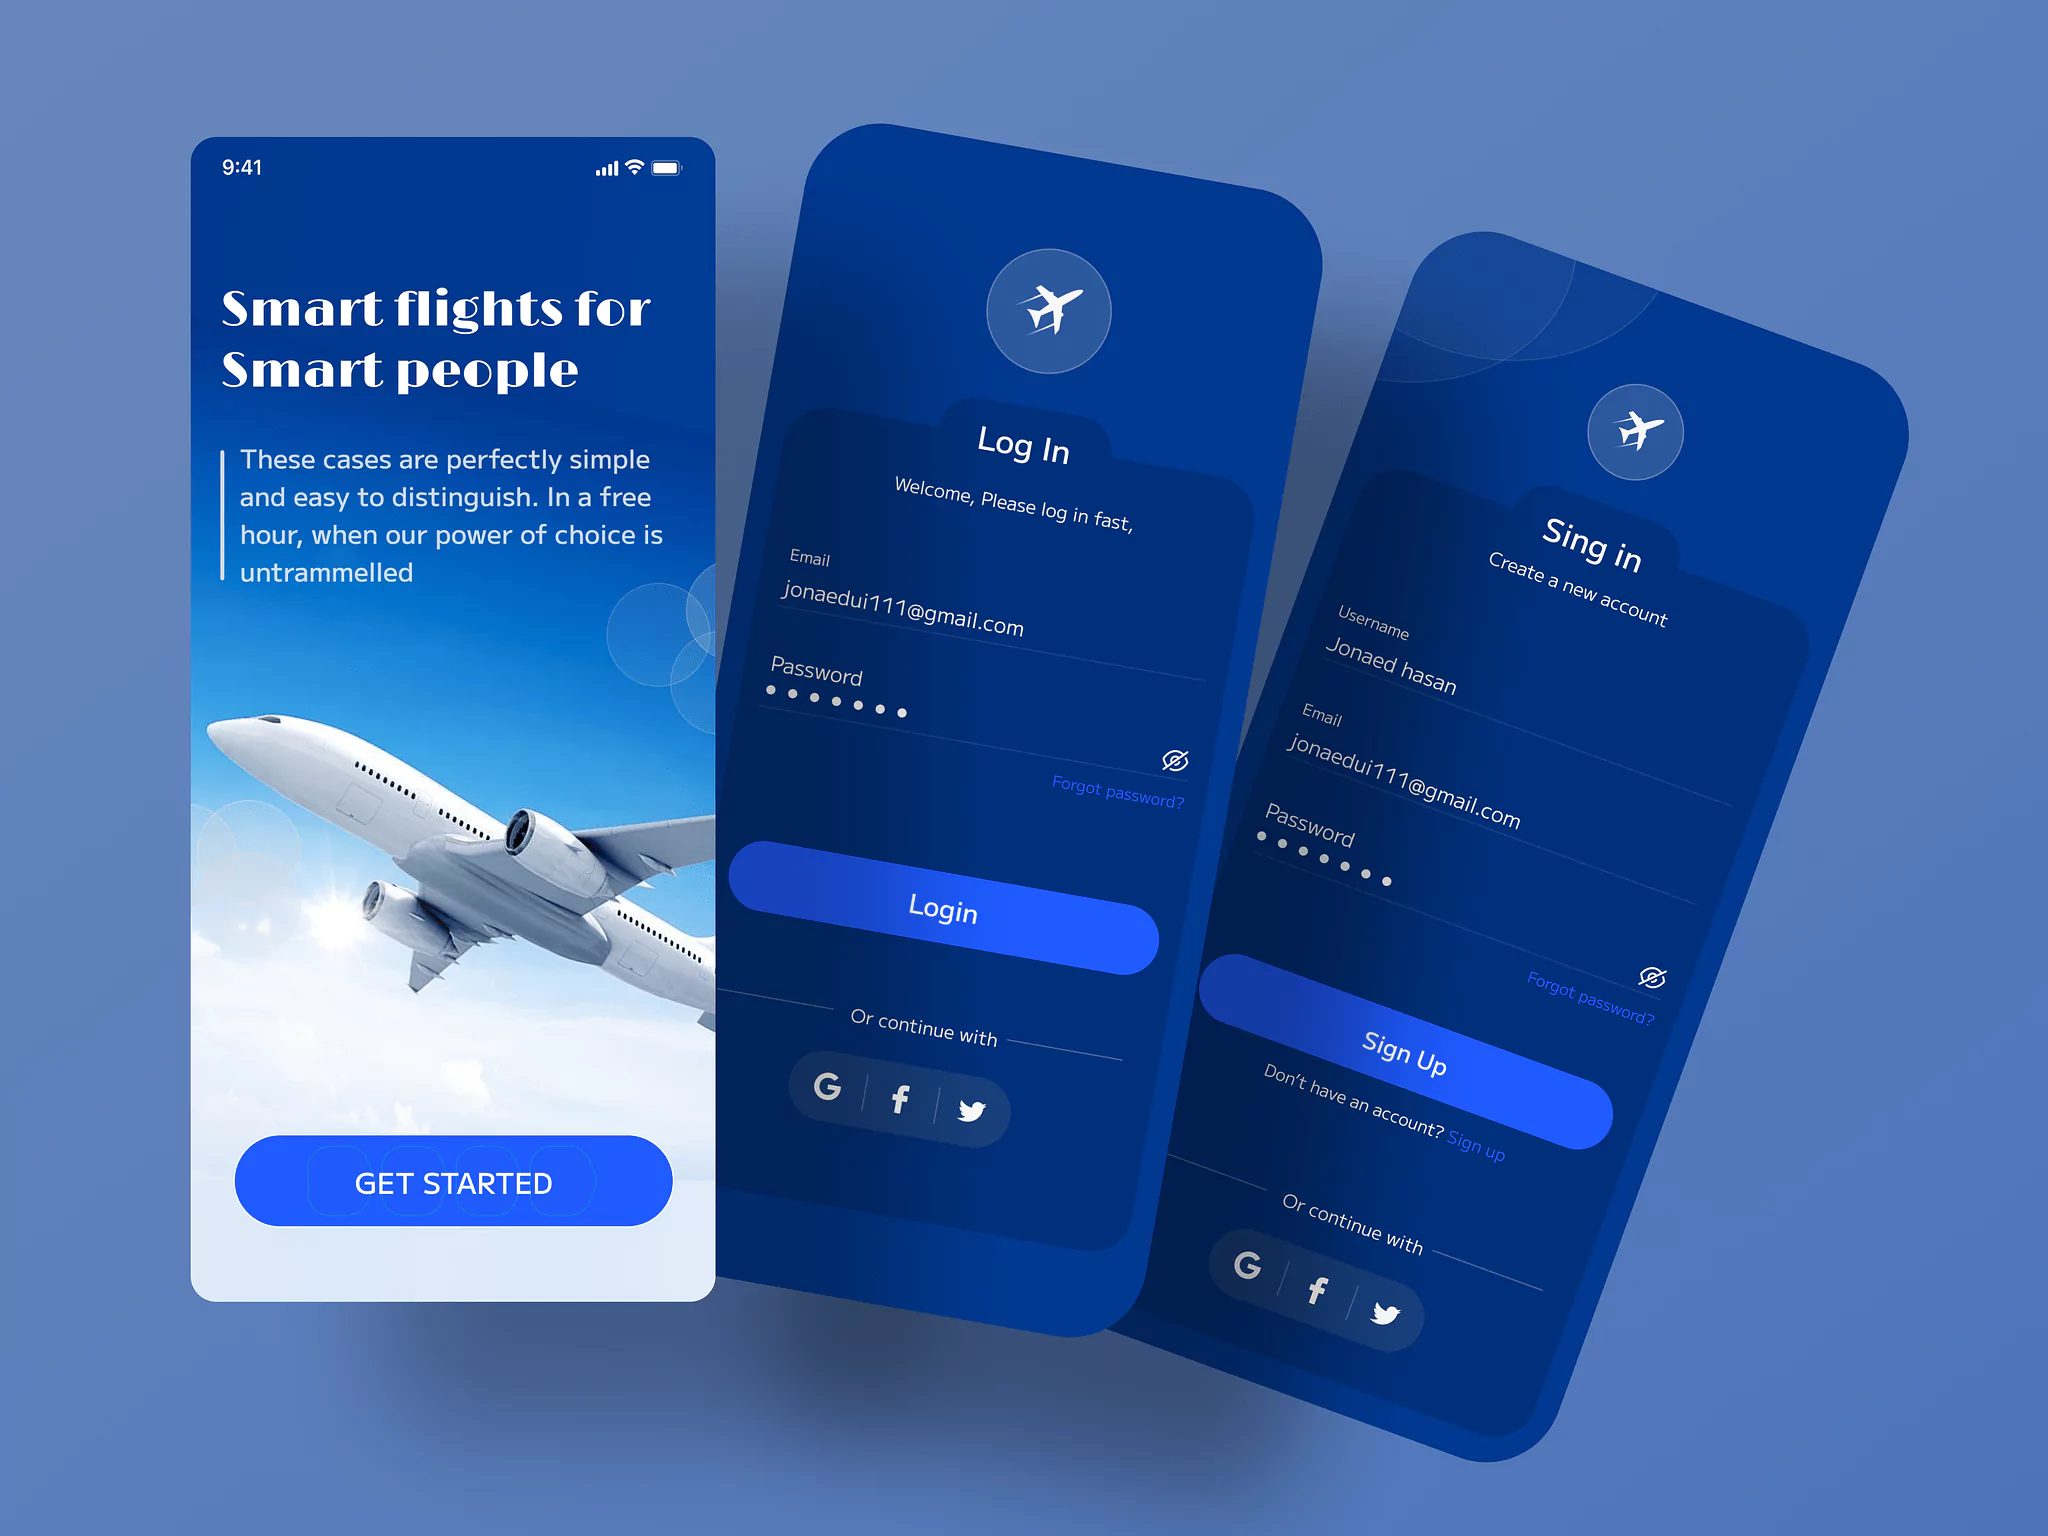 9:41
Smart flights for
Smart people
These cases are perfectly simple
and easy to distinguish. In a free
hour, when our power of choice is
untrammelled
GET STARTED
Log In
Welcome, Please log in fast,
Email
jonaedui111@gmail.com
Password
Forgot password?
Login
Or continue with
G
f
Sing in
Create a new account
Username
Jonaed hasan
Email
jonaedui111@gmail.com
Password
Forgot password?
Sign Up
Don’t have an account? Sign up
Or continue with
G
f